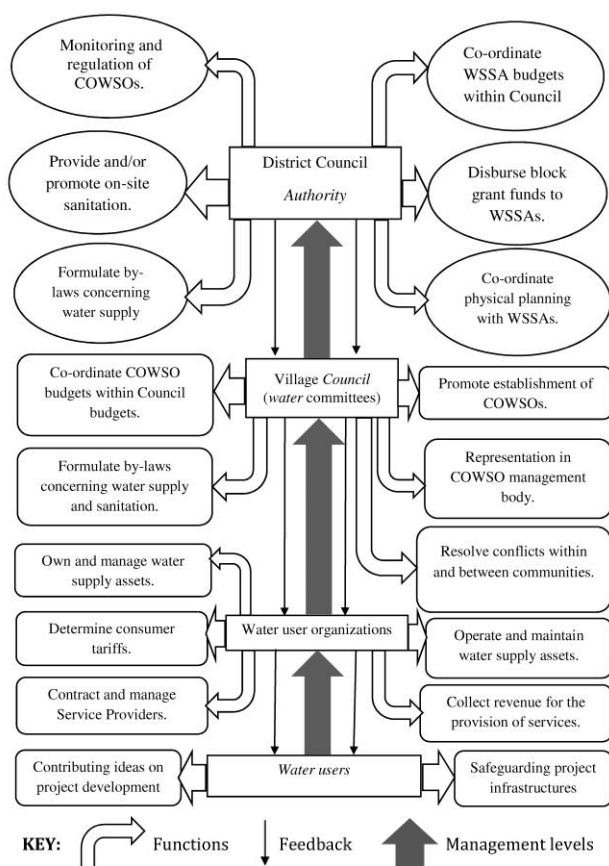 Monitoring and
regulation of
COWSOs.
Co-ordinate
WSSA budgets
within Council
Provide and/or
promote on-site
sanitation.
District Council
Authority
Disburse block
grant funds to
WSSAs.
Formulate by-
laws concerning
water supply
Co-ordinate
physical planning
with WSSAs.
Co-ordinate COWSO
budgets within Council
budgets.
Village Council
(water committees)
Promote establishment of
COWSOs.
Formulate by-laws
concerning water supply
and sanitation.
Representation in
COWSO management
body.
Own and manage water
supply assets.
Resolve conflicts within
and between communities.
Determine consumer
tariffs.
Water user organizations
Operate and maintain
water supply assets.
Contract and manage
Service Providers.
Collect revenue for the
provision of services.
Contributing ideas on
project development
Water users
Safeguarding project
infrastructures
KEY: Functions Feedback Management levels